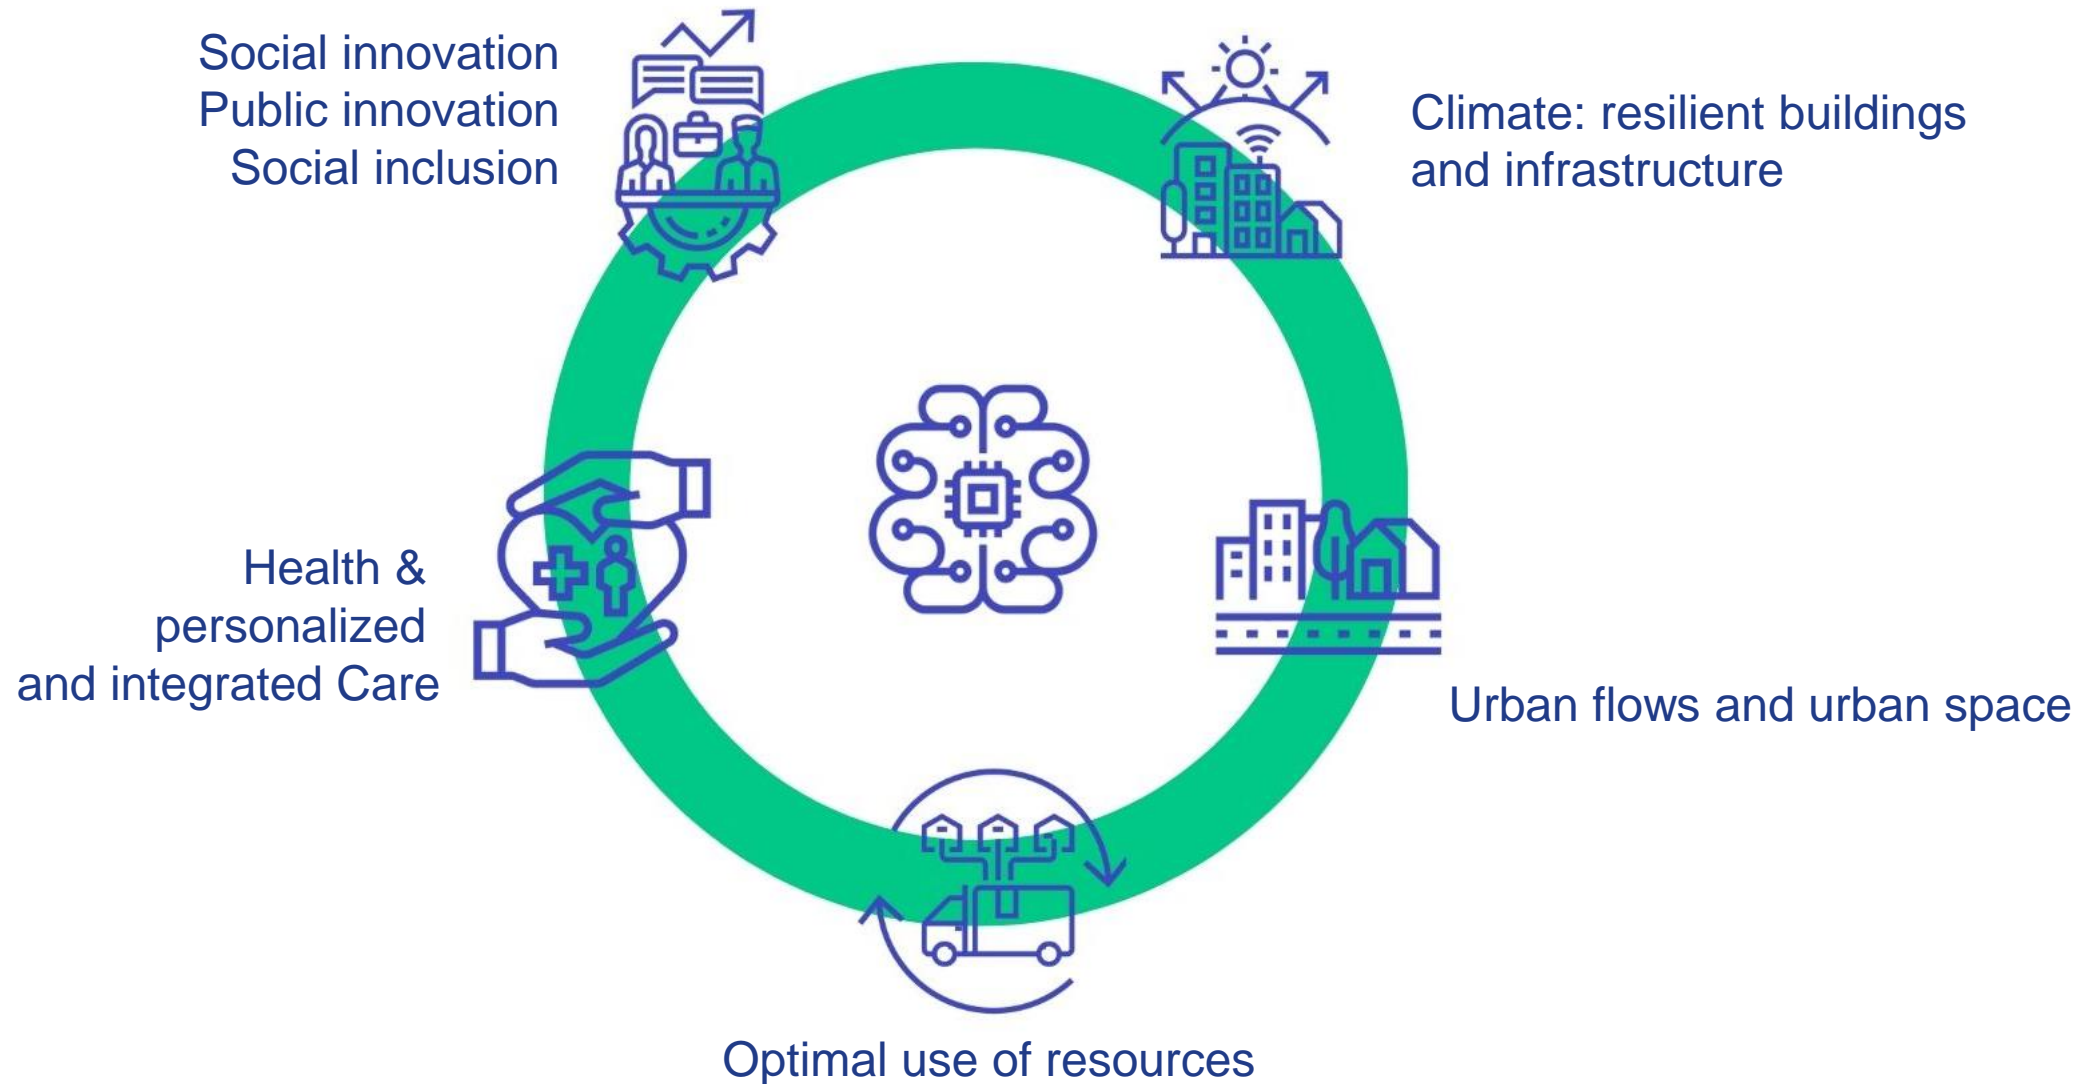 Social innovation
Public innovation
Social inclusion
Climate: resilient buildings
and infrastructure
Health &
personalized
and integrated Care
Urban flows and urban space
Optimal use of resources